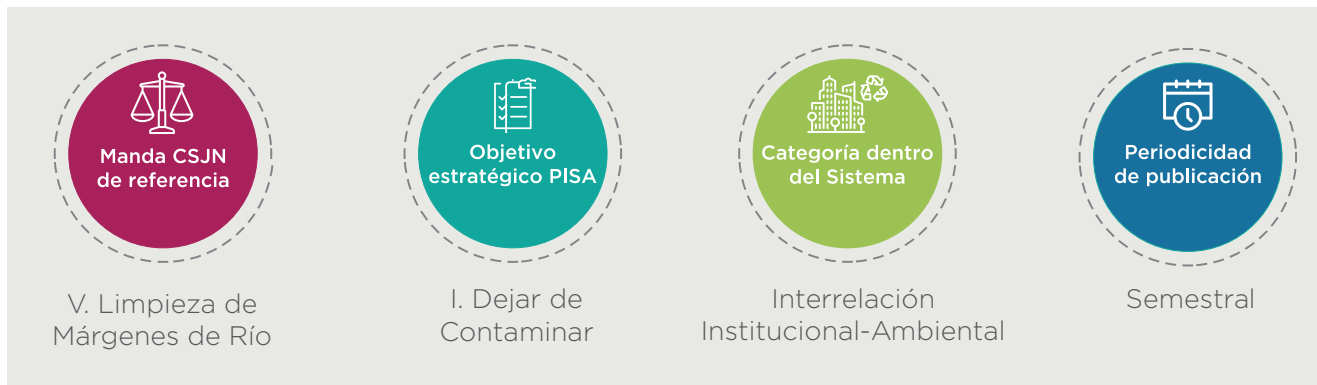 Manda CSJN
de referencia
V. Limpieza de
Márgenes de Río
Objetivo
estratégico PISA
I. Dejar de
Contaminar
Categoría dentro
del Sistema
Interrelación
Institucional-Ambiental
Periodicidad
de publicación
Semestral